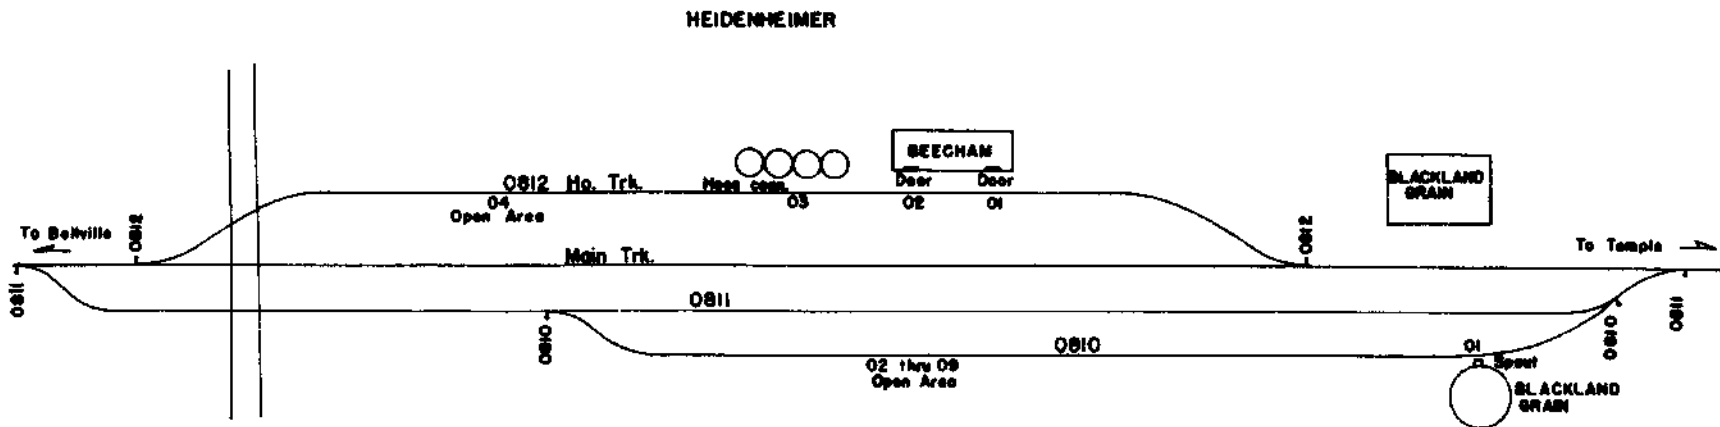 HEIDENHEIMER
BEECHAM
BLACKLAND
GRAIN
0812 Ho. Trk.
Hose conn.
Door
Door
04
Open Area
03
02
01
To Bellville
0812
0812
Main Trk.
To Temple
0811
0811
0811
0810
0810
0810
02 thru 09
Open Area
01
Spout
BLACKLAND
GRAIN